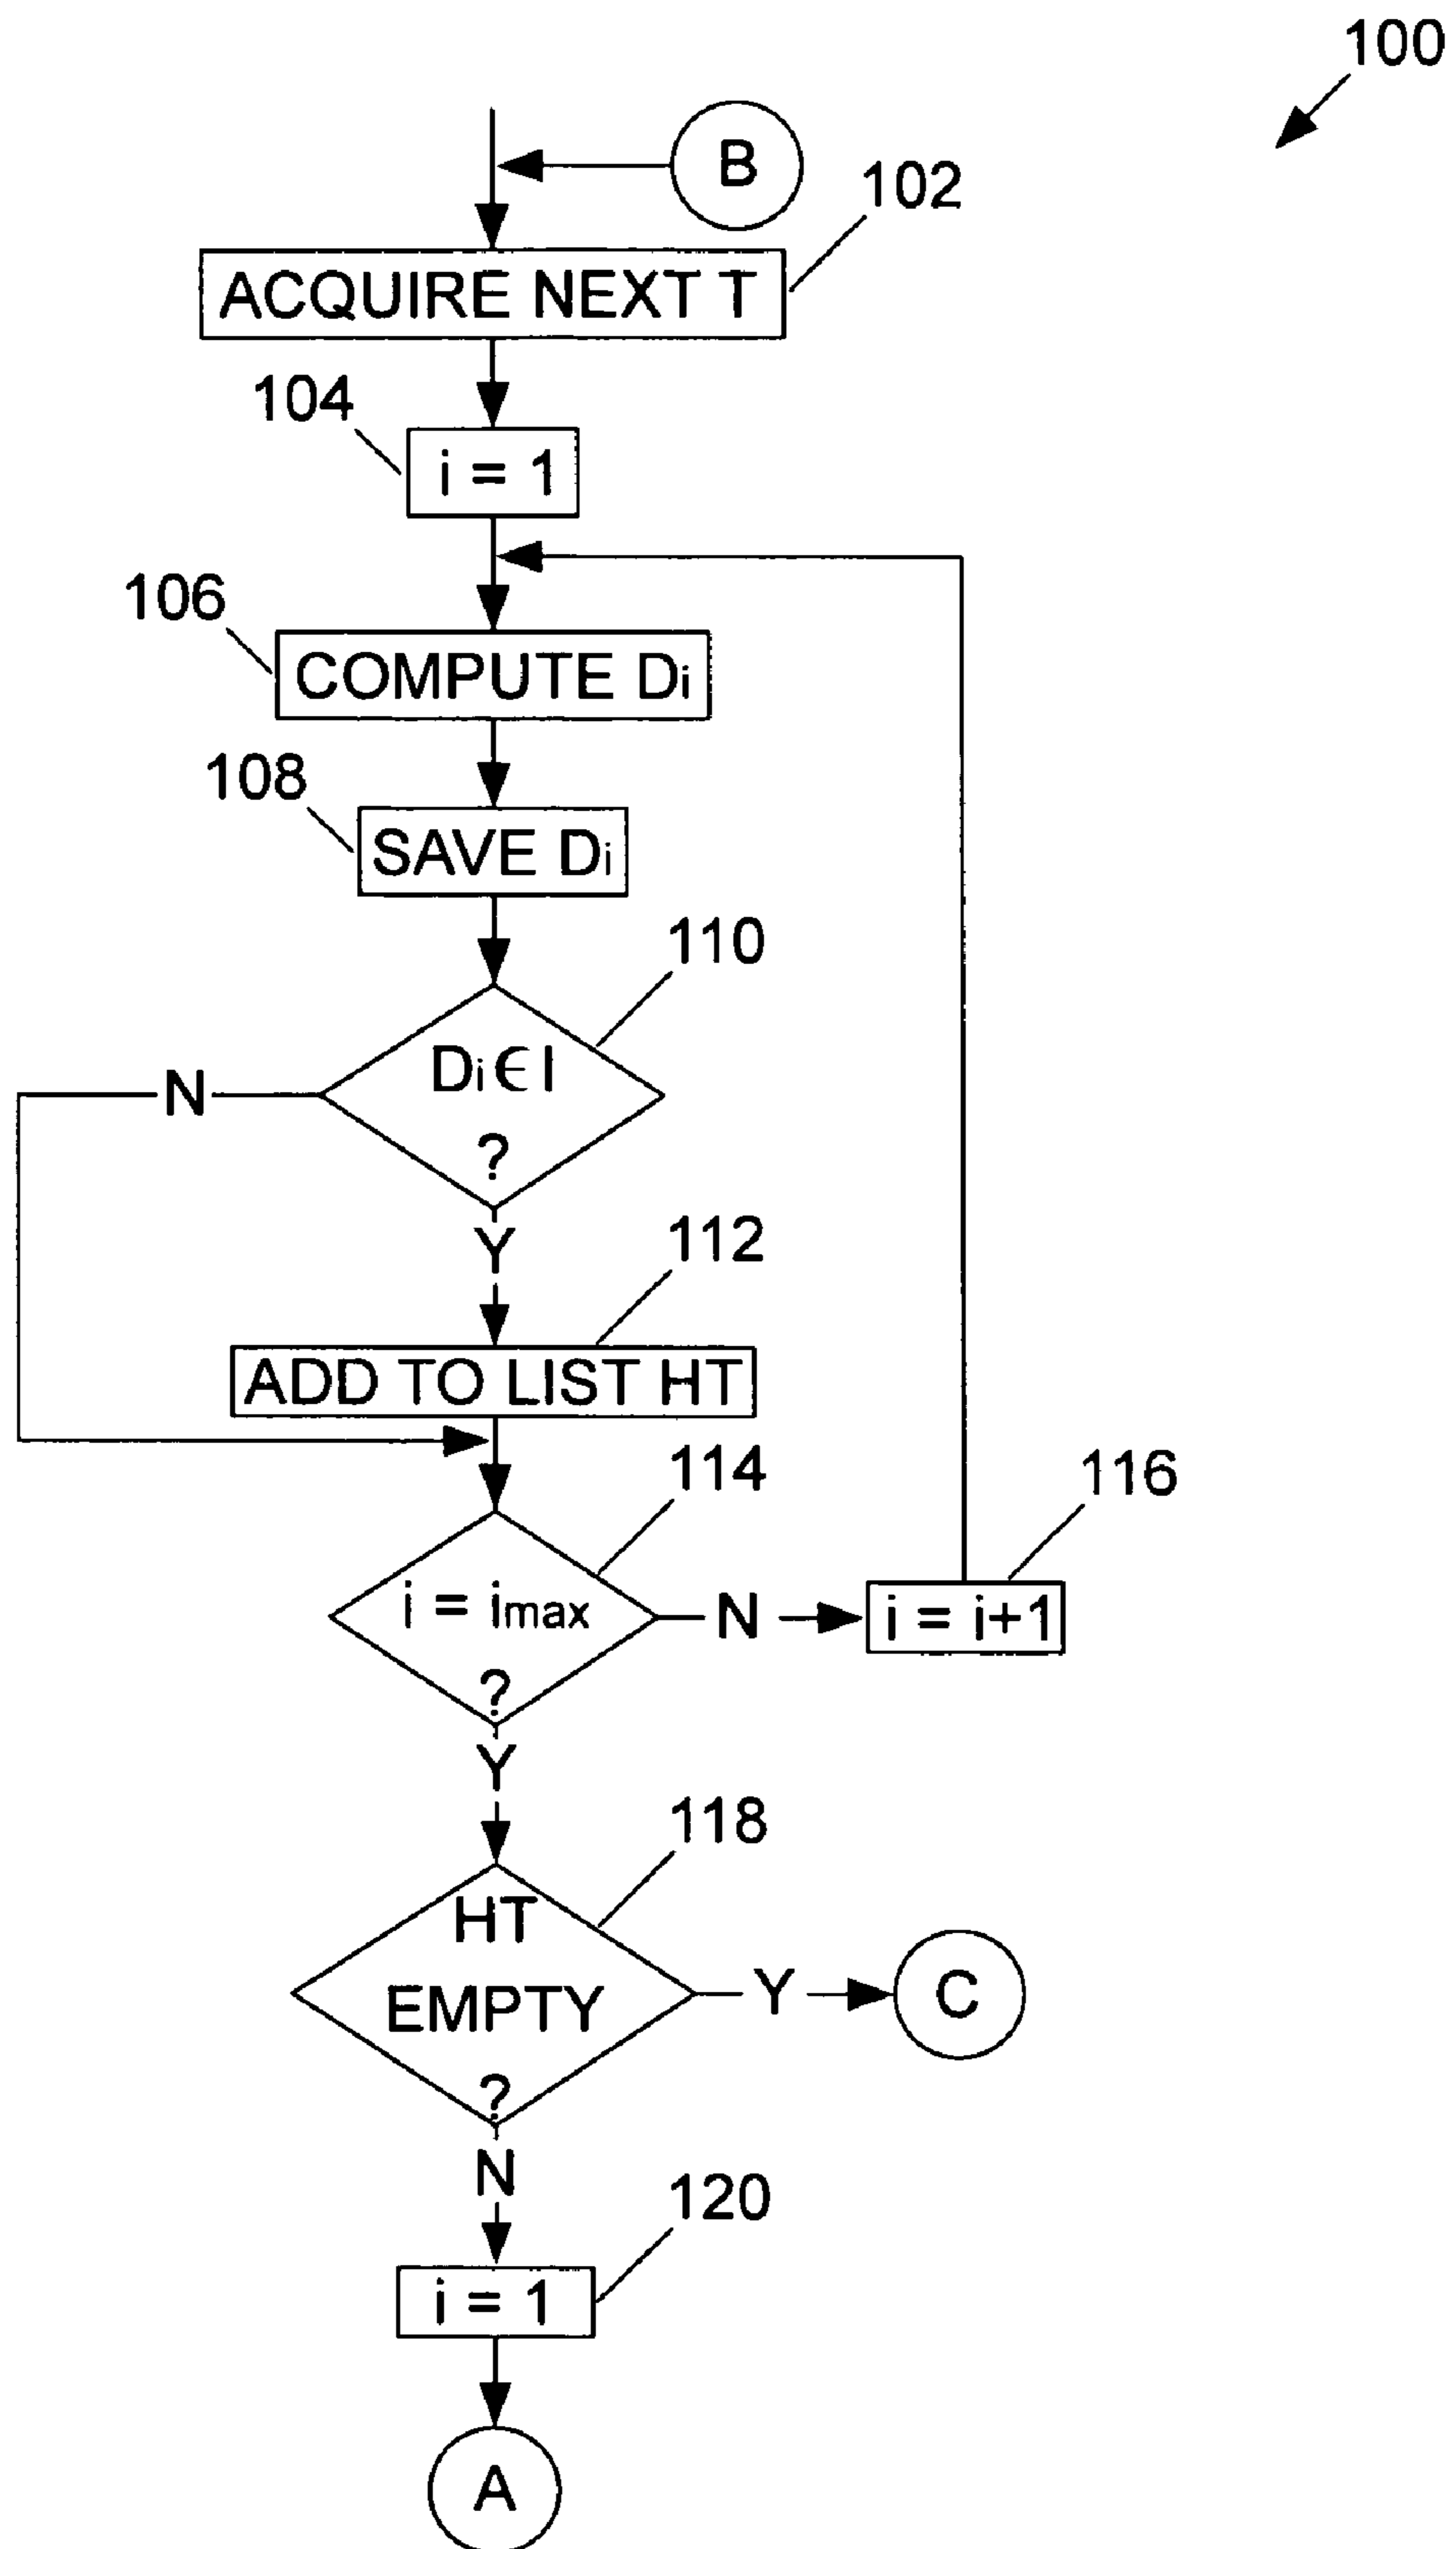 100
B
102
ACQUIRE NEXT T
104
i = 1
106
COMPUTE Di
108
SAVE Di
110
Di ∈ I
?
N
Y
112
ADD TO LIST HT
114
116
i = imax
?
N
i = i+1
Y
118
HT
EMPTY
?
Y
C
N
120
i = 1
A